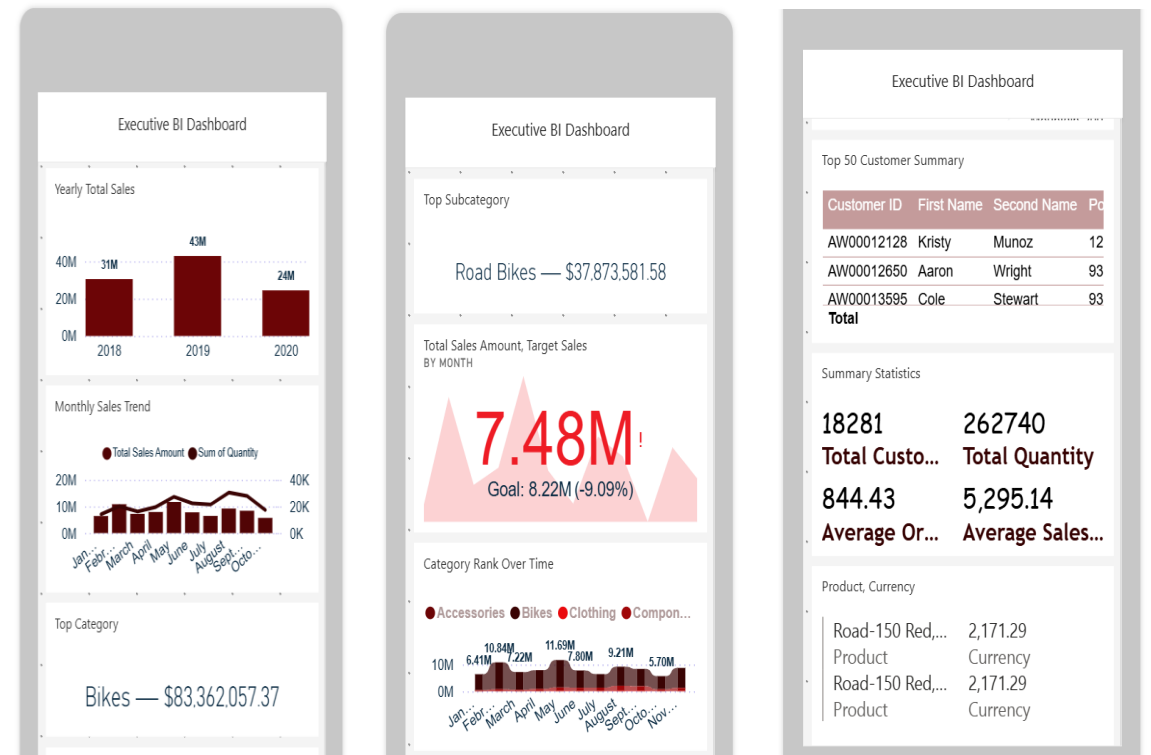 Executive BI Dashboard
Yearly Total Sales
43M
31M
24M
40M
20M
0M
2018 2019 2020
Monthly Sales Trend
Total Sales Amount Sum of Quantity
20M 40K
10M 20K
0M 0K
Jan... Febr... March April May June July August Sept... Octo...
Top Category
Bikes — $83,362,057.37
Executive BI Dashboard
Top Subcategory
Road Bikes — $37,873,581.58
Total Sales Amount, Target Sales
BY MONTH
7.48M!
Goal: 8.22M (-9.09%)
Category Rank Over Time
Accessories Bikes Clothing Compon...
6.41M 10.84M 7.22M 11.69M 7.80M 9.21M 5.70M
10M
0M
Jan... Febr... March April May June July August Sept... Octo... Nov...
Executive BI Dashboard
Top 50 Customer Summary
Customer ID First Name Second Name Po
AW00012128 Kristy Munoz 12
AW00012650 Aaron Wright 93
AW00013595 Cole Stewart 93
Total
Summary Statistics
18281 262740
Total Custo... Total Quantity
844.43 5,295.14
Average Or... Average Sales...
Product, Currency
Road-150 Red,... 2,171.29
Product Currency
Road-150 Red,... 2,171.29
Product Currency